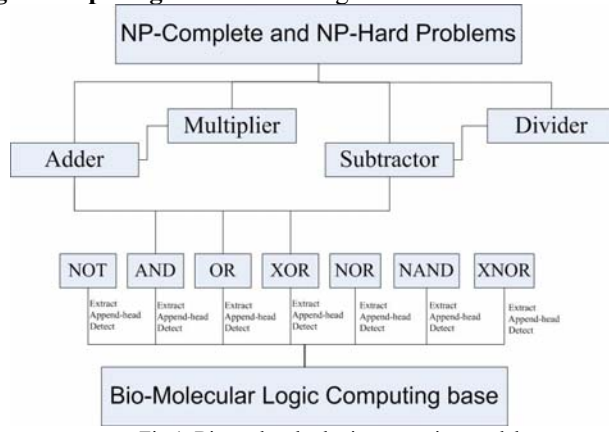 NP-Complete and NP-Hard Problems
Multiplier
Divider
Adder
Subtractor
NOT
AND
OR
XOR
NOR
NAND
XNOR
Extract
Append-head
Detect
Extract
Append-head
Detect
Extract
Append-head
Detect
Extract
Append-head
Detect
Extract
Append-head
Detect
Extract
Append-head
Detect
Extract
Append-head
Detect
Bio-Molecular Logic Computing base